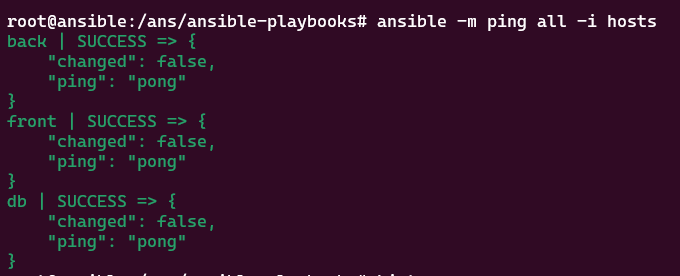 root@ansible:/ans/ansible-playbooks# ansible -m ping all -i hosts
back | SUCCESS => {
    "changed": false,
    "ping": "pong"
}
front | SUCCESS => {
    "changed": false,
    "ping": "pong"
}
db | SUCCESS => {
    "changed": false,
    "ping": "pong"
}